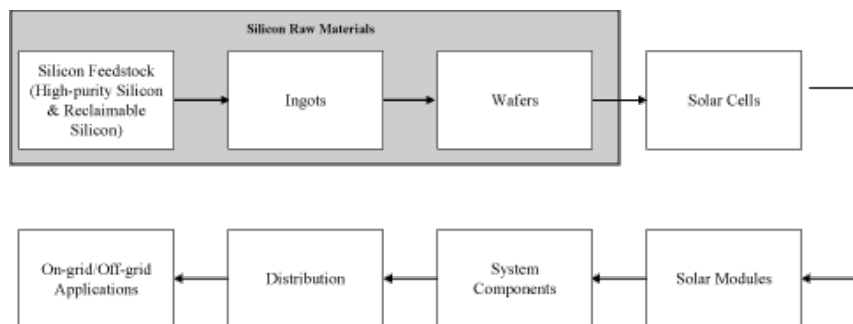 Silicon Raw Materials
Silicon Feedstock
(High-purity Silicon
& Reclaimable
Silicon)
Ingots
Wafers
Solar Cells
On-grid/Off-grid
Applications
Distribution
System
Components
Solar Modules